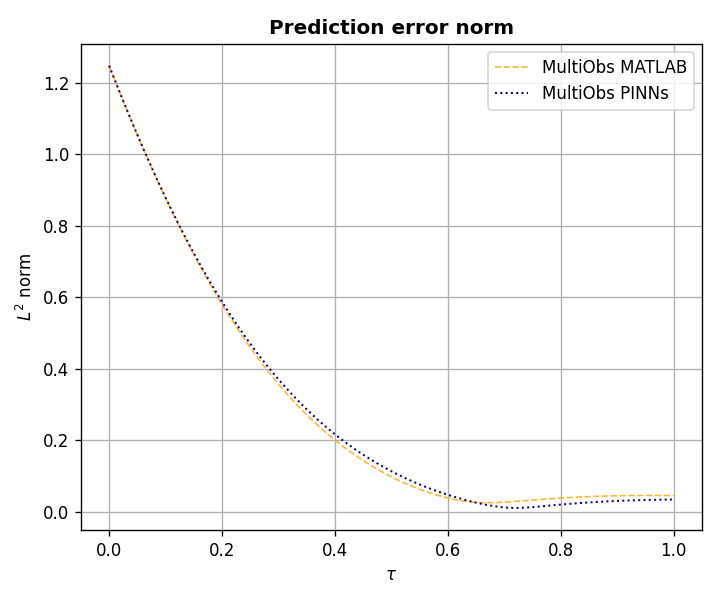 Prediction error norm
MultiObs MATLAB
MultiObs PINNs
L² norm
1.2
1.0
0.8
0.6
0.4
0.2
0.0
0.0 0.2 0.4 0.6 0.8 1.0
τ